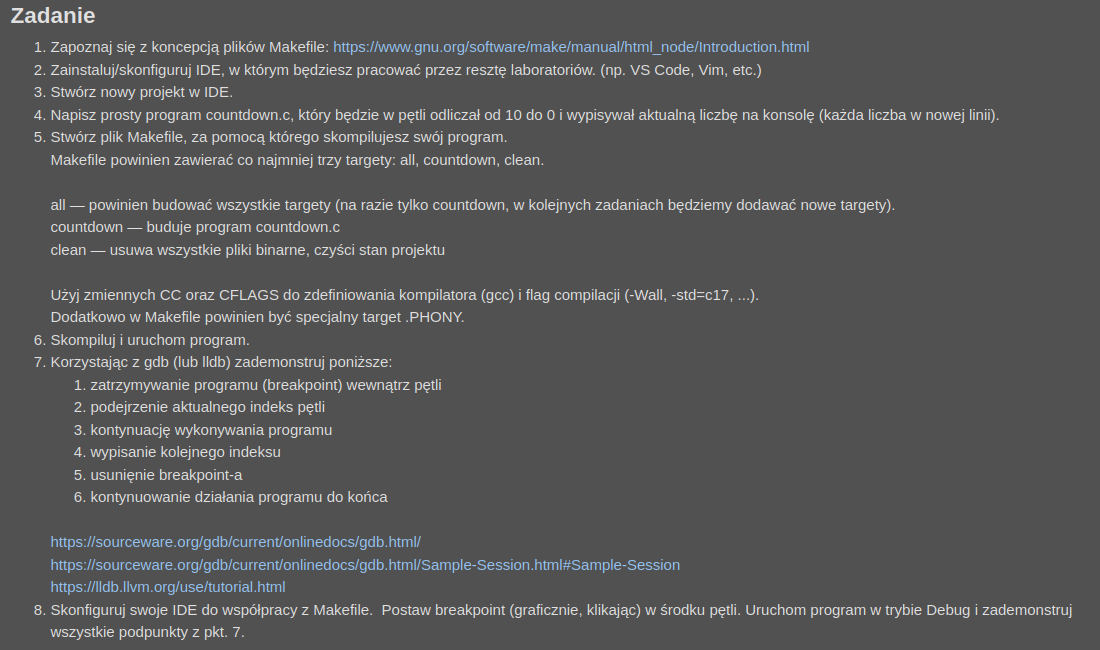 Zadanie
1. Zapoznaj się z koncepcją plików Makefile: https://www.gnu.org/software/make/manual/html_node/Introduction.html
2. Zainstaluj/skonfiguruj IDE, w którym będziesz pracować przez resztę laboratoriów. (np. VS Code, Vim, etc.)
3. Stwórz nowy projekt w IDE.
4. Napisz prosty program countdown.c, który będzie w pętli odliczał od 10 do 0 i wypisywał aktualną liczbę na konsolę (każda liczba w nowej linii).
5. Stwórz plik Makefile, za pomocą którego skompilujesz swój program.
Makefile powinien zawierać co najmniej trzy targety: all, countdown, clean.
all — powinien budować wszystkie targety (na razie tylko countdown, w kolejnych zadaniach będziemy dodawać nowe targety).
countdown — buduje program countdown.c
clean — usuwa wszystkie pliki binarne, czyści stan projektu
Użyj zmiennych CC oraz CFLAGS do zdefiniowania kompilatora (gcc) i flag compilacji (-Wall, -std=c17, ...).
Dodatkowo w Makefile powinien być specjalny target .PHONY.
6. Skompiluj i uruchom program.
7. Korzystając z gdb (lub lldb) zademonstruj poniższe:
1. zatrzymywanie programu (breakpoint) wewnątrz pętli
2. podejrzenie aktualnego indeks pętli
3. kontynuację wykonywania programu
4. wypisanie kolejnego indeksu
5. usunięnie breakpoint-a
6. kontynuowanie działania programu do końca
https://sourceware.org/gdb/current/onlinedocs/gdb.html/
https://sourceware.org/gdb/current/onlinedocs/gdb.html/Sample-Session.html#Sample-Session
https://lldb.llvm.org/use/tutorial.html
8. Skonfiguruj swoje IDE do współpracy z Makefile.  Postaw breakpoint (graficznie, klikając) w środku pętli. Uruchom program w trybie Debug i zademonstruj
wszystkie podpunkty z pkt. 7.